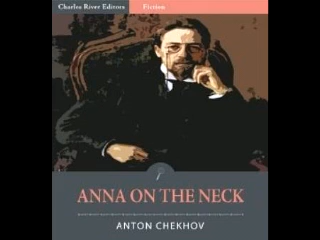 Charles River Editors
Fiction
ANNA ON THE NECK
ANTON CHEKHOV